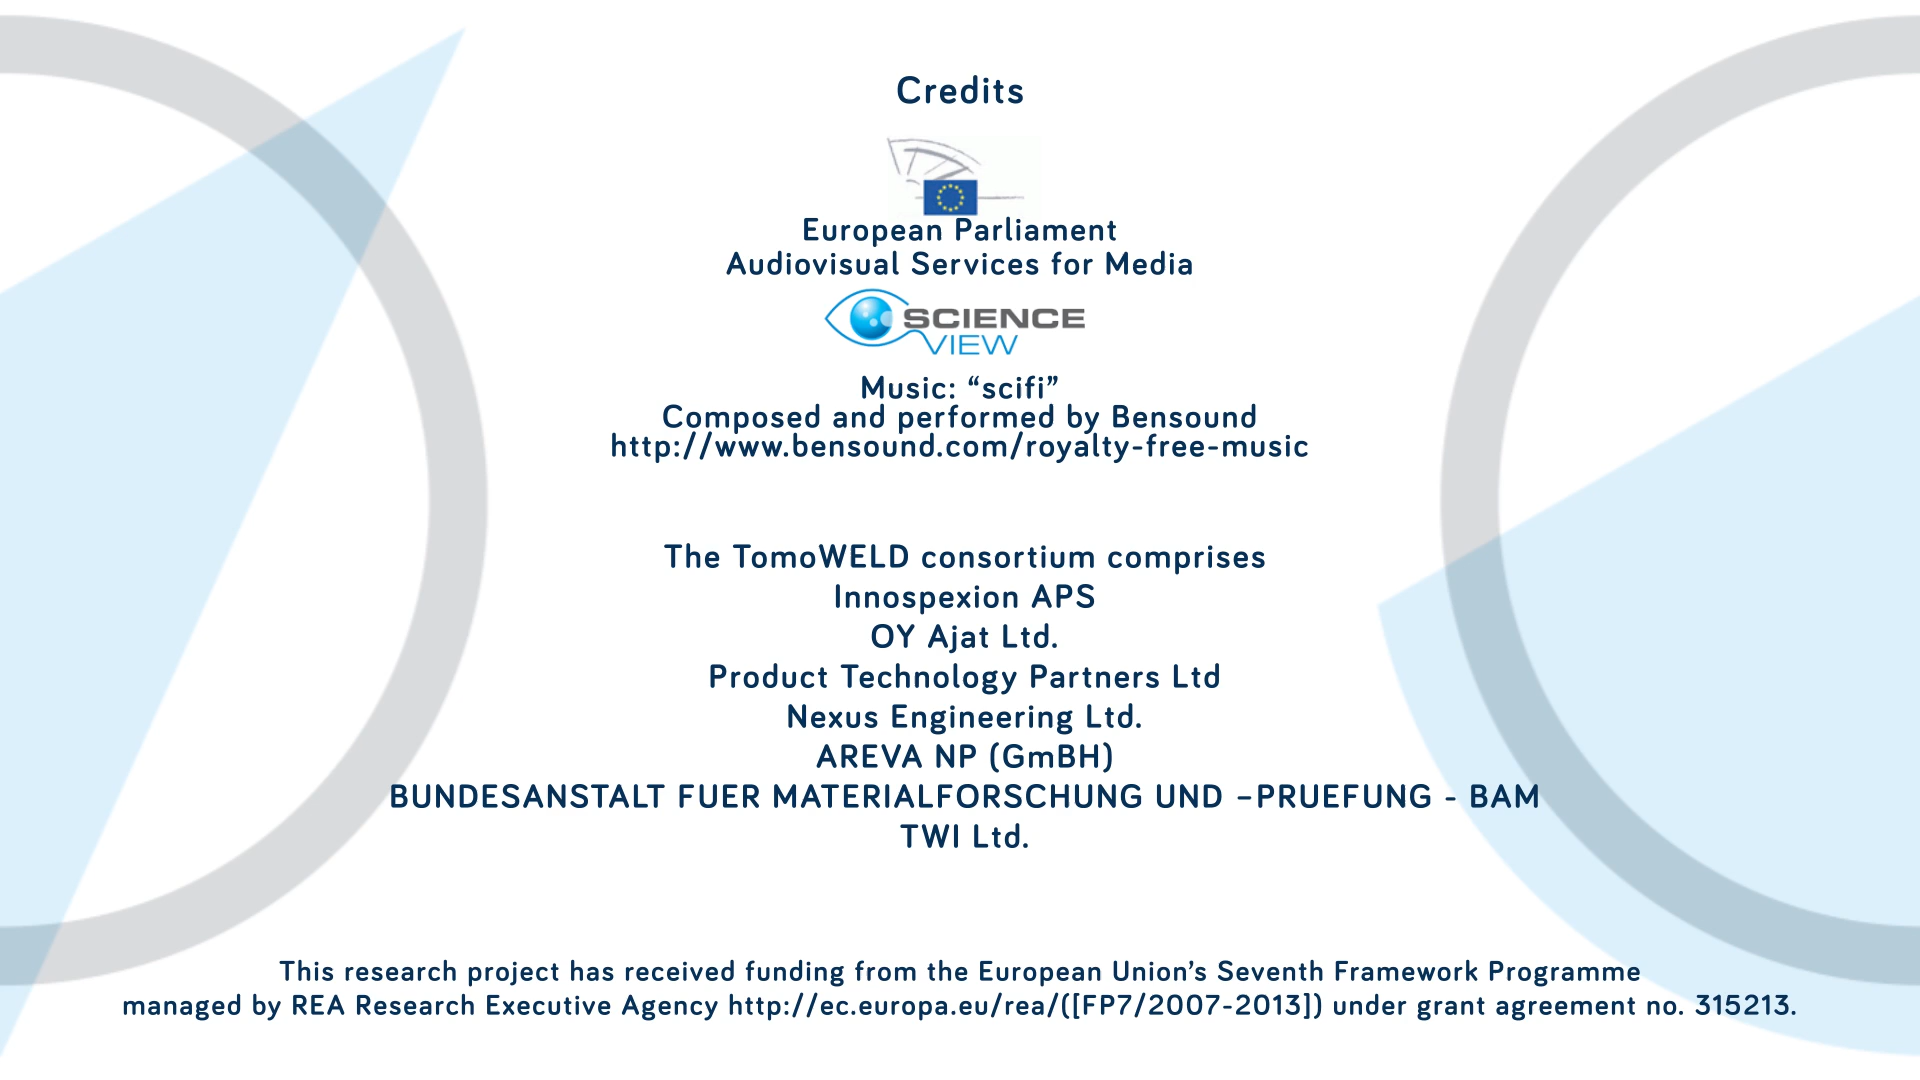 Credits
European Parliament
Audiovisual Services for Media
SCIENCE
VIEW
Music: “scifi”
Composed and performed by Bensound
http://www.bensound.com/royalty-free-music
The TomoWELD consortium comprises
Innospexion APS
OY Ajat Ltd.
Product Technology Partners Ltd
Nexus Engineering Ltd.
AREVA NP (GmBH)
BUNDESANSTALT FUER MATERIALFORSCHUNG UND –PRUEFUNG - BAM
TWI Ltd.
This research project has received funding from the European Union’s Seventh Framework Programme
managed by REA Research Executive Agency http://ec.europa.eu/rea/([FP7/2007-2013]) under grant agreement no. 315213.